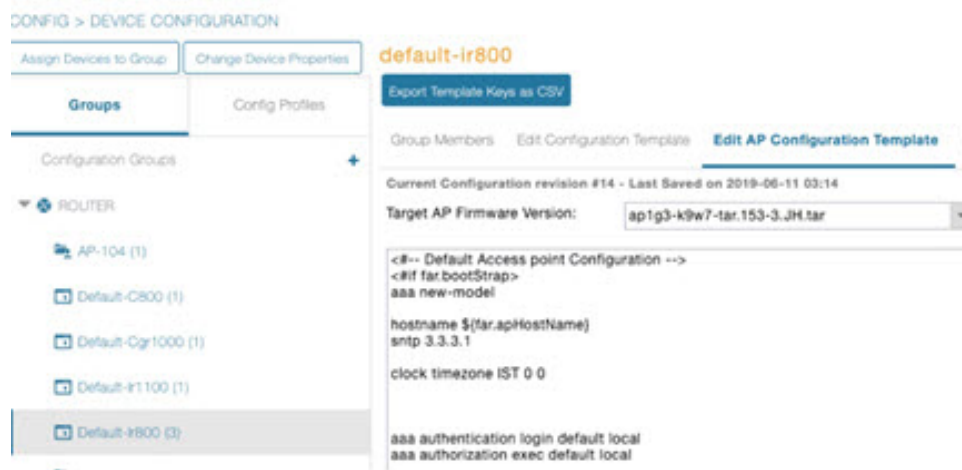 CONFIG > DEVICE CONFIGURATION
Assign Devices to Group
Change Device Properties
default-ir800
Export Template Keys as CSV
Groups
Config Profiles
Group Members
Edit Configuration Template
Edit AP Configuration Template
Configuration Groups
+
Current Configuration revision #14 - Last Saved on 2019-06-11 03:14
ROUTER
Target AP Firmware Version:
ap1g3-k9w7-tar.153-3.JH.tar
AP-104 (1)
Default-C800 (1)
Default-Cgr1000 (1)
Default-Ir1100 (1)
Default-Ir800 (3)
<#-- Default Access point Configuration -->
<#if far.bootStrap>
aaa new-model
hostname ${far.apHostName}
sntp 3.3.3.1
clock timezone IST 0 0
aaa authentication login default local
aaa authorization exec default local